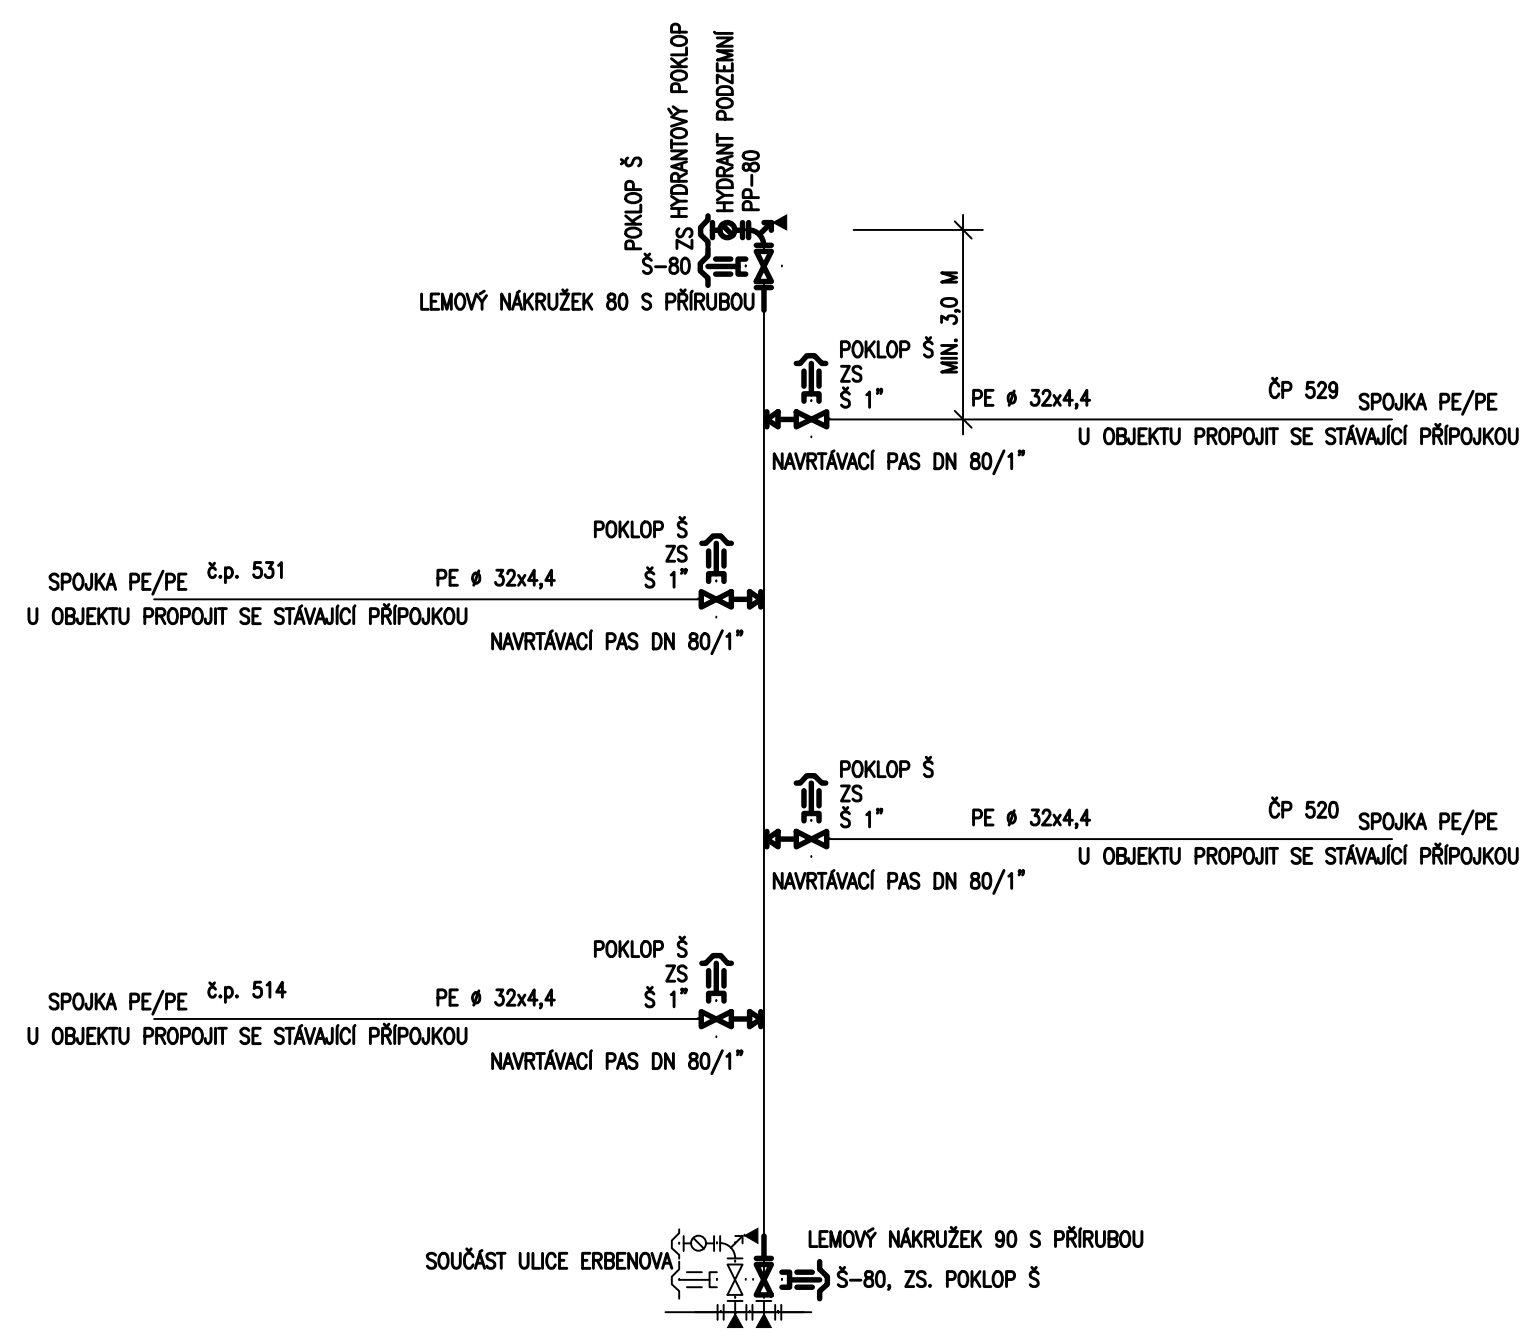 POKLOP Š
ZS
HYDRANTOVÝ POKLOP
HYDRANT PODZEMNÍ
PP-80
Š-80
LEMOVÝ NÁKRUŽEK 80 S PŘÍRUBOU
MIN. 3,0 M
POKLOP Š
ZS
Š 1"
PE ø 32x4,4
ČP 529
SPOJKA PE/PE
U OBJEKTU PROPOJIT SE STÁVAJÍCÍ PŘÍPOJKOU
NAVRTÁVACÍ PAS DN 80/1"
POKLOP Š
ZS
Š 1"
SPOJKA PE/PE
č.p. 531
PE ø 32x4,4
U OBJEKTU PROPOJIT SE STÁVAJÍCÍ PŘÍPOJKOU
NAVRTÁVACÍ PAS DN 80/1"
POKLOP Š
ZS
Š 1"
PE ø 32x4,4
ČP 520
SPOJKA PE/PE
U OBJEKTU PROPOJIT SE STÁVAJÍCÍ PŘÍPOJKOU
NAVRTÁVACÍ PAS DN 80/1"
POKLOP Š
ZS
Š 1"
SPOJKA PE/PE
č.p. 514
PE ø 32x4,4
U OBJEKTU PROPOJIT SE STÁVAJÍCÍ PŘÍPOJKOU
NAVRTÁVACÍ PAS DN 80/1"
LEMOVÝ NÁKRUŽEK 90 S PŘÍRUBOU
SOUČÁST ULICE ERBENOVA
Š-80, ZS. POKLOP Š